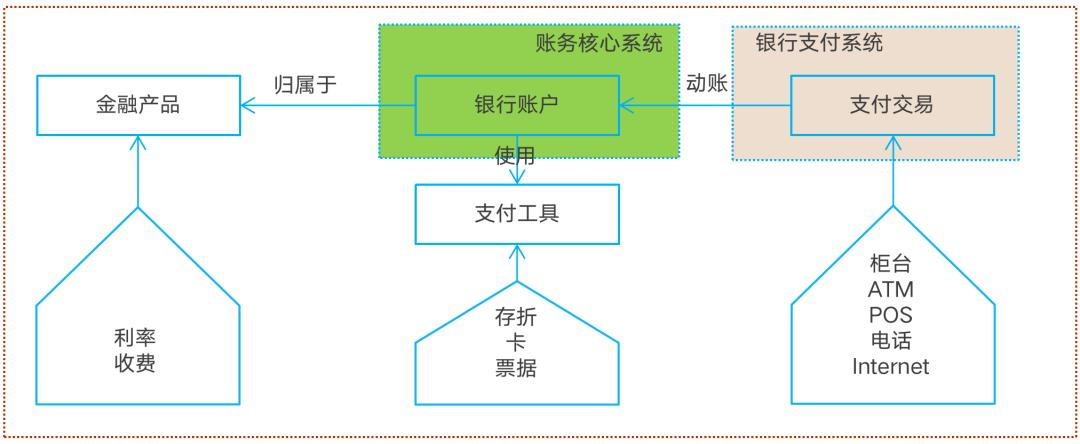 账务核心系统
银行支付系统
金融产品
归属于
银行账户
动账
支付交易
使用
支付工具
利率
收费
存折
卡
票据
柜台
ATM
POS
电话
Internet